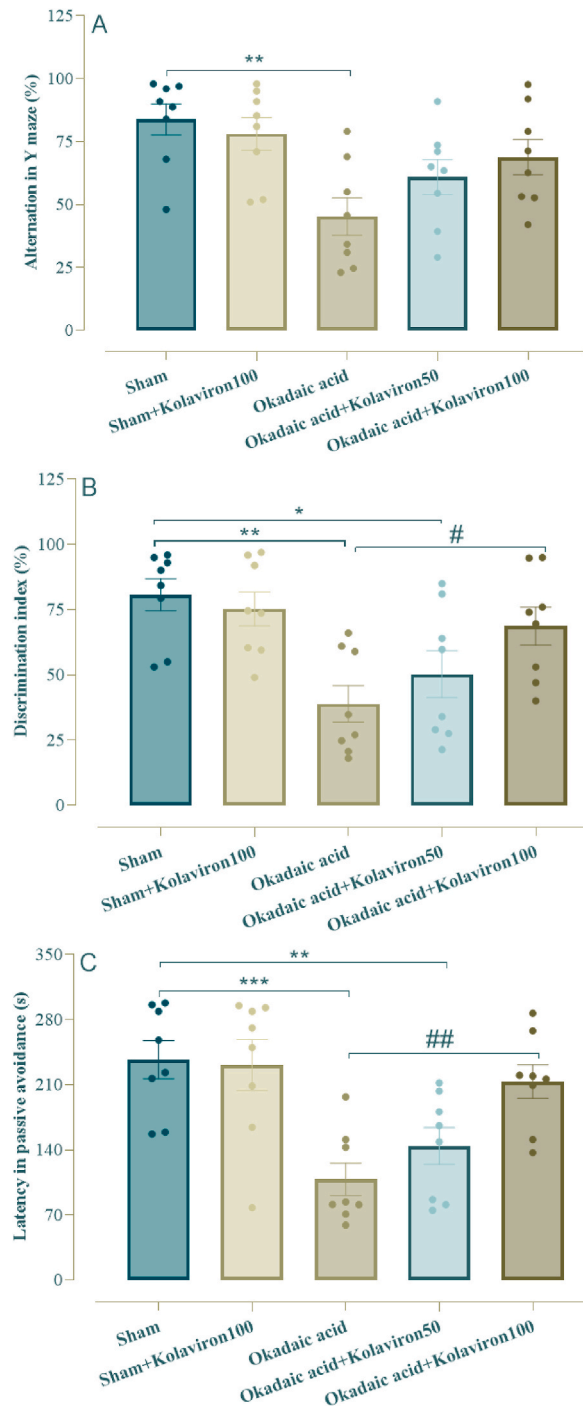 A
**
Alternation in Y maze (%)
125
100
75
50
25
0
Sham
Sham+Kolaviron100
Okadaic acid
Okadaic acid+Kolaviron50
Okadaic acid+Kolaviron100
B
*
**
#
Discrimination index (%)
125
100
75
50
25
0
Sham
Sham+Kolaviron100
Okadaic acid
Okadaic acid+Kolaviron50
Okadaic acid+Kolaviron100
C
**
***
##
Latency in passive avoidance (s)
350
280
210
140
70
0
Sham
Sham+Kolaviron100
Okadaic acid
Okadaic acid+Kolaviron50
Okadaic acid+Kolaviron100